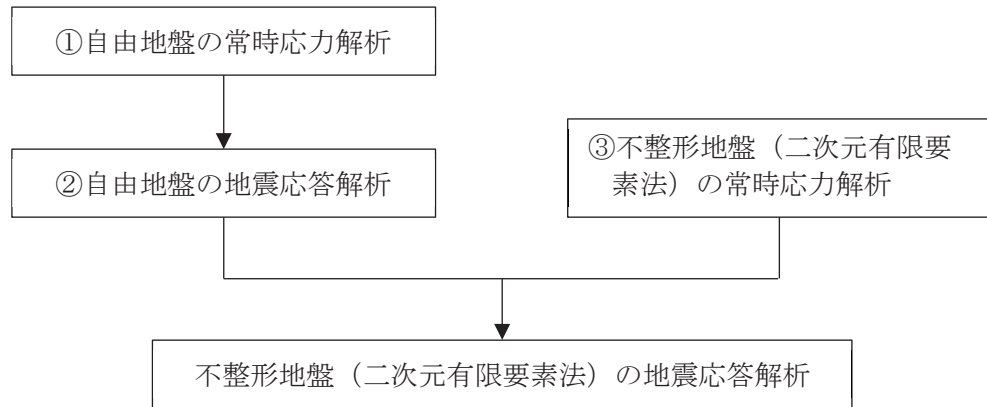 ①自由地盤の常時応力解析
②自由地盤の地震応答解析
③不整形地盤（二次元有限要
素法）の常時応力解析
不整形地盤（二次元有限要素法）の地震応答解析